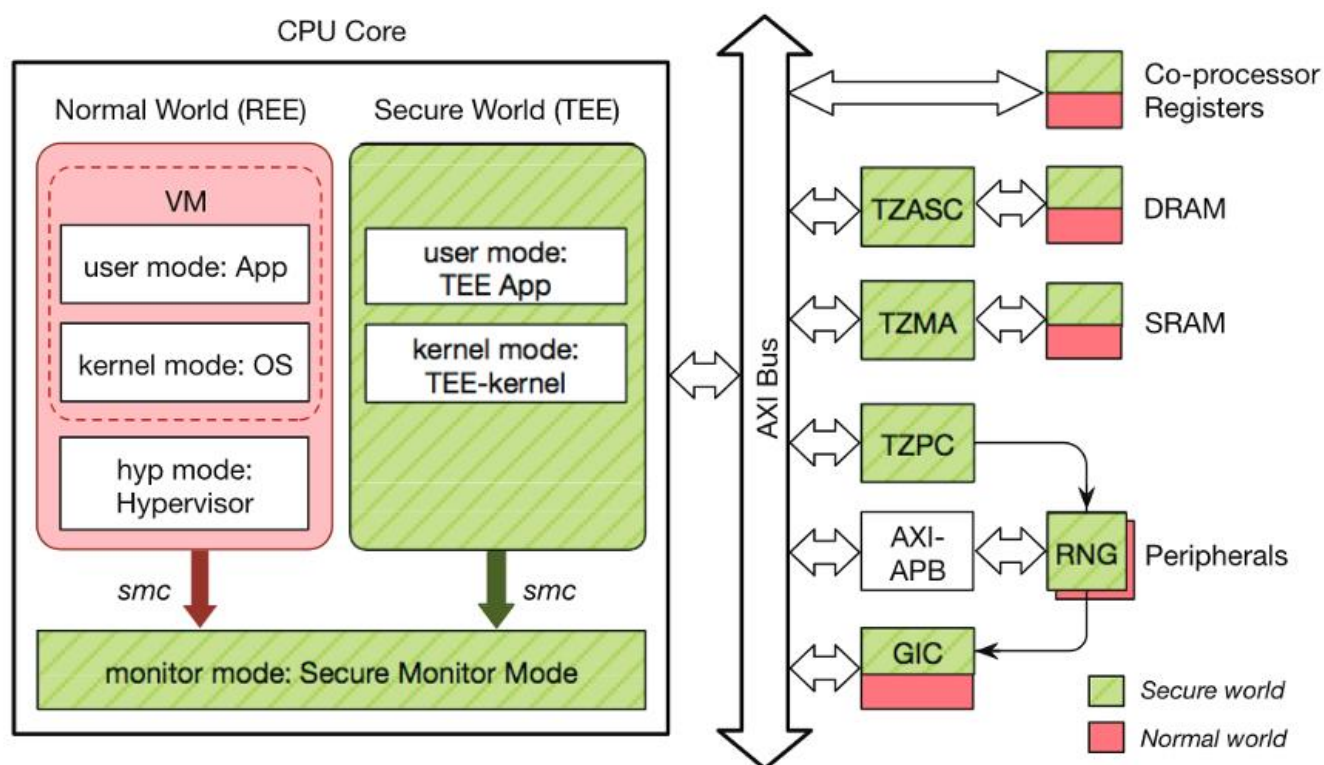 CPU Core
Normal World (REE)
Secure World (TEE)
VM
user mode: App
kernel mode: OS
hyp mode:
Hypervisor
user mode:
TEE App
kernel mode:
TEE-kernel
smc
smc
monitor mode: Secure Monitor Mode
AXI Bus
Co-processor
Registers
TZASC
DRAM
TZMA
SRAM
TZPC
AXI-
APB
RNG
Peripherals
GIC
Secure world
Normal world